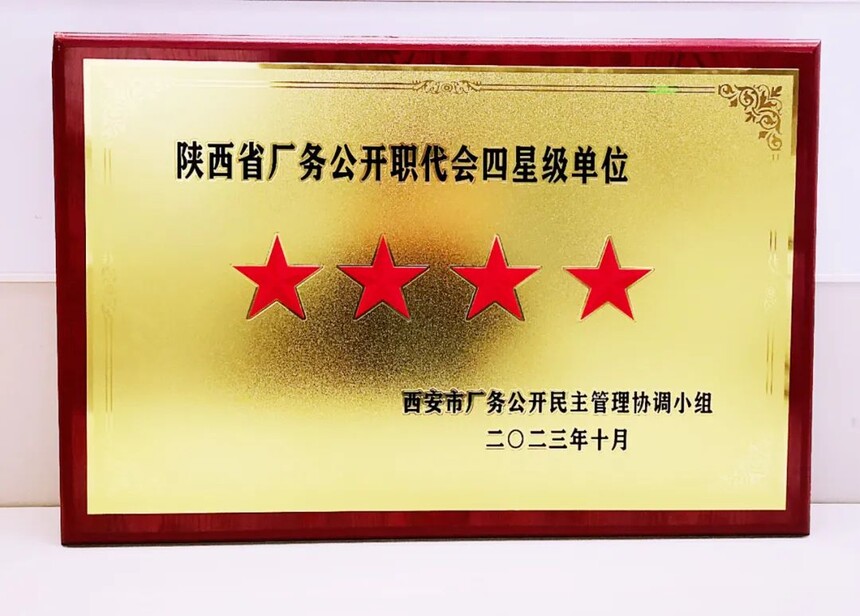 陕西省厂务公开职代会四星级单位
西安市厂务公开民主管理协调小组
二〇二三年十月